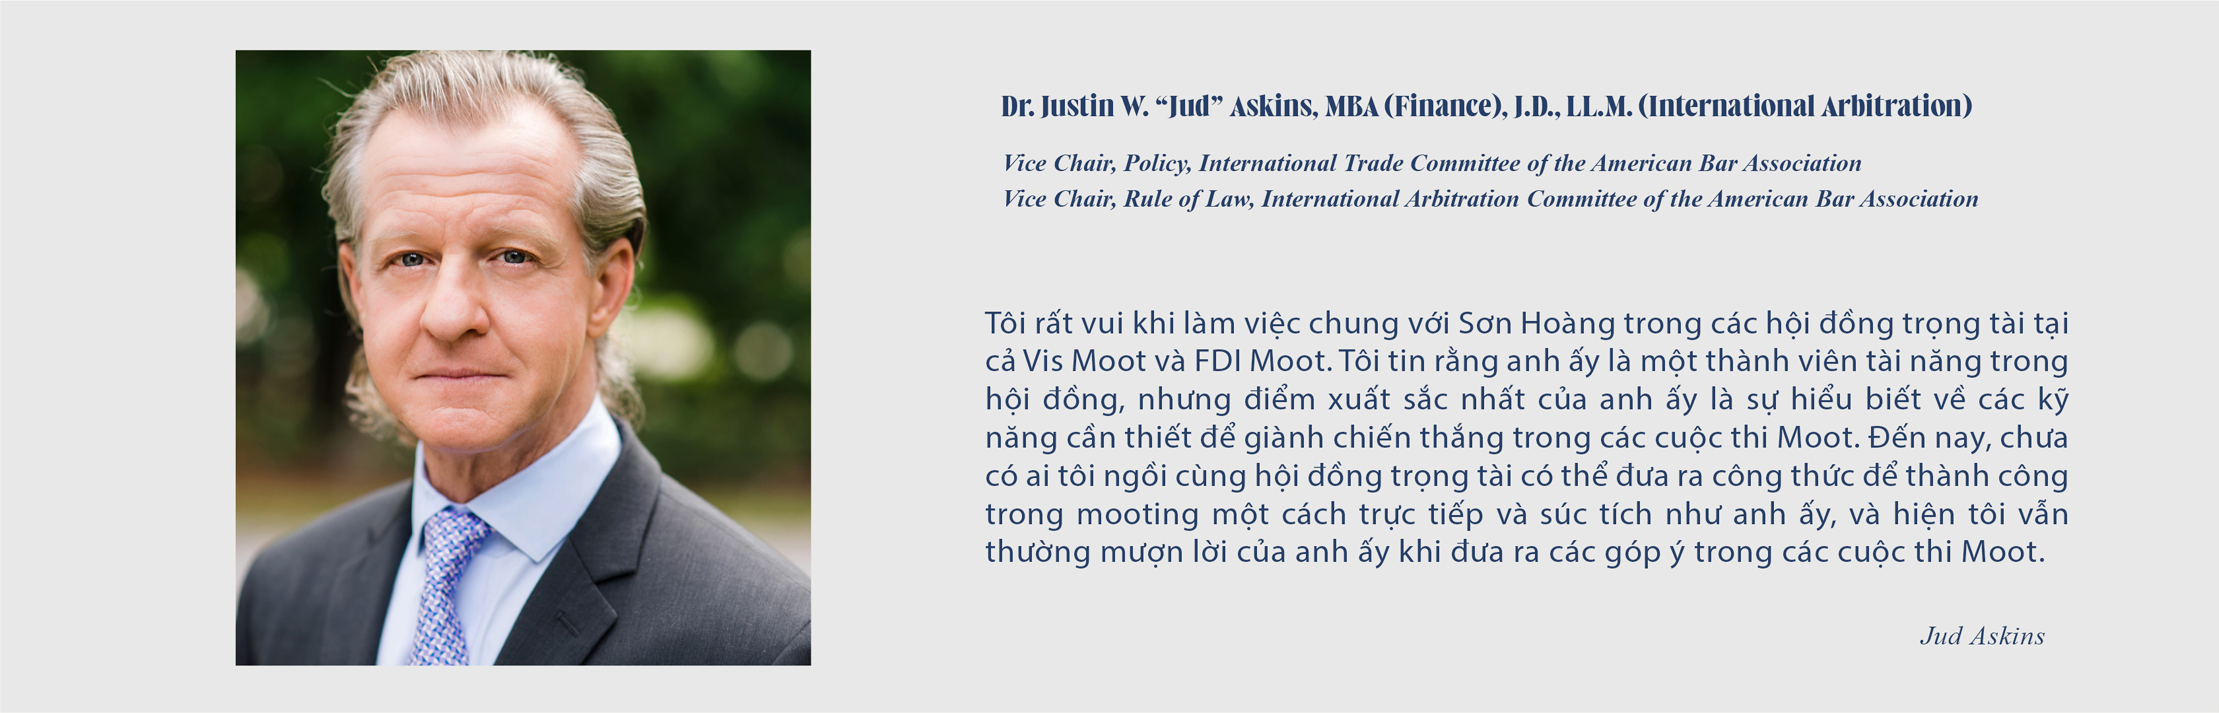 Dr. Justin W. “Jud” Askins, MBA (Finance), J.D., LL.M. (International Arbitration)
Vice Chair, Policy, International Trade Committee of the American Bar Association
Vice Chair, Rule of Law, International Arbitration Committee of the American Bar Association
Tôi rất vui khi làm việc chung với Sơn Hoàng trong các hội đồng trọng tài tại
cả Vis Moot và FDI Moot. Tôi tin rằng anh ấy là một thành viên tài năng trong
hội đồng, nhưng điểm xuất sắc nhất của anh ấy là sự hiểu biết về các kỹ
năng cần thiết để giành chiến thắng trong các cuộc thi Moot. Đến nay, chưa
có ai tôi ngồi cùng hội đồng trọng tài có thể đưa ra công thức để thành công
trong mooting một cách trực tiếp và súc tích như anh ấy, và hiện tôi vẫn
thường mượn lời của anh ấy khi đưa ra các góp ý trong các cuộc thi Moot.
Jud Askins